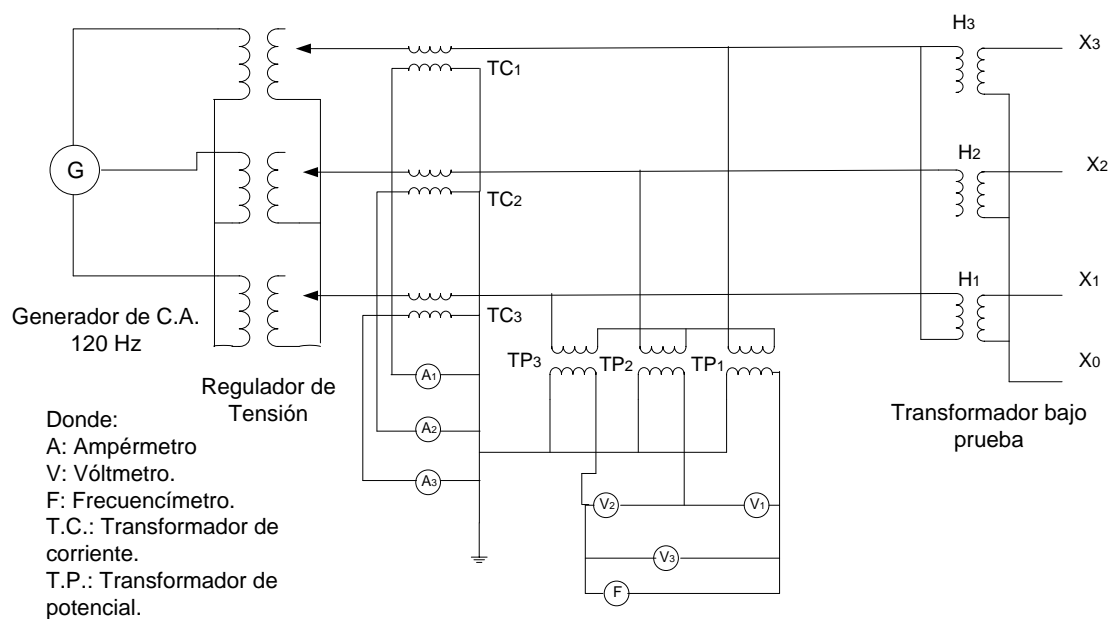 H3
X3
TC1
G
H2
X2
TC2
H1
X1
TC3
Generador de C.A.
120 Hz
TP3
TP2
TP1
X0
A1
Regulador de
Tensión
Transformador bajo
prueba
Donde:
A: Ampérmetro
V: Vóltmetro.
F: Frecuencímetro.
T.C.: Transformador de
corriente.
T.P.: Transformador de
potencial.
A2
A3
V2
V1
V3
F